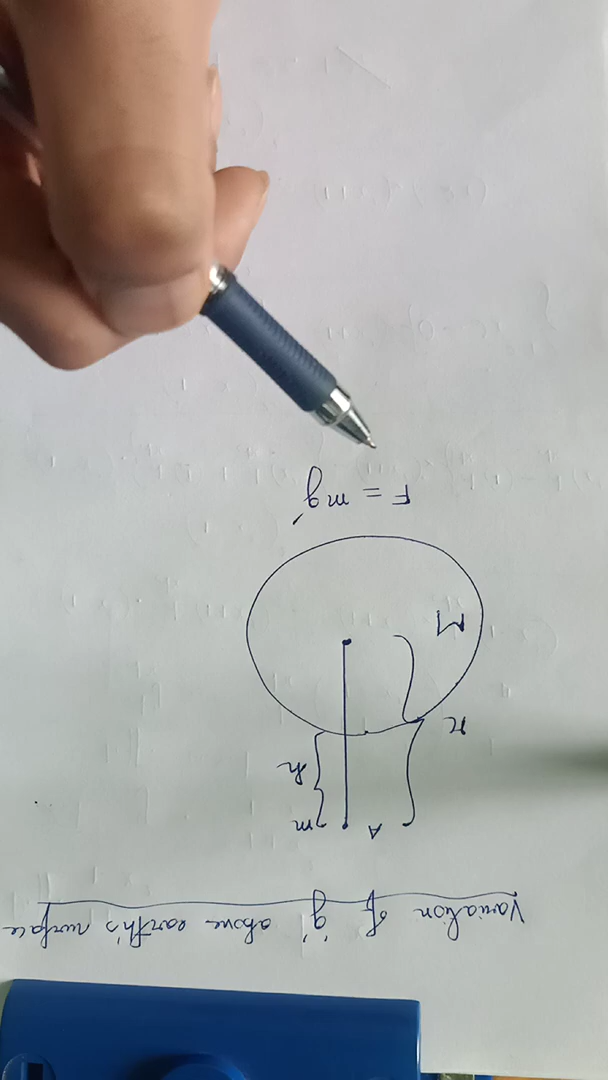 Variation of 'g' above earth's surface
A m
h
r
M
F = mg'